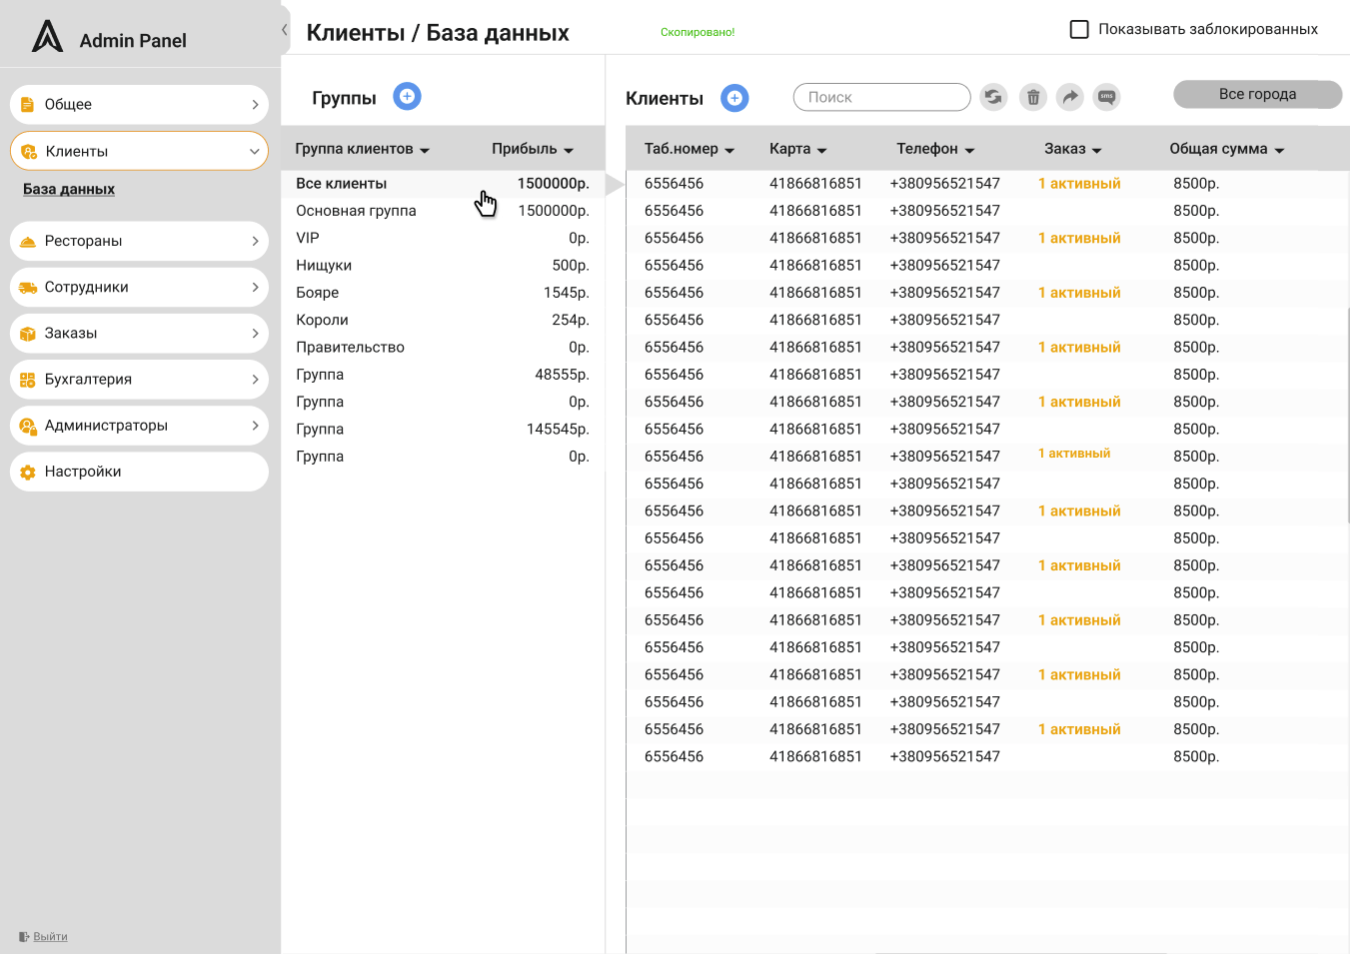 Admin Panel
Клиенты / База данных
Скопировано!
Показывать заблокированных
Общее
Клиенты
База данных
Рестораны
Сотрудники
Заказы
Бухгалтерия
Администраторы
Настройки
Выйти
Группы
Группа клиентов Прибыль
Все клиенты 1500000р.
Основная группа 1500000р.
VIP 0р.
Нищуки 500р.
Бояре 1545р.
Короли 254р.
Правительство 0р.
Группа 48555р.
Группа 0р.
Группа 145545р.
Группа 0р.
Клиенты Поиск sms Все города
Таб.номер Карта Телефон Заказ Общая сумма
6556456 41866816851 +380956521547 1 активный 8500р.
6556456 41866816851 +380956521547 8500р.
6556456 41866816851 +380956521547 1 активный 8500р.
6556456 41866816851 +380956521547 8500р.
6556456 41866816851 +380956521547 1 активный 8500р.
6556456 41866816851 +380956521547 8500р.
6556456 41866816851 +380956521547 1 активный 8500р.
6556456 41866816851 +380956521547 8500р.
6556456 41866816851 +380956521547 1 активный 8500р.
6556456 41866816851 +380956521547 8500р.
6556456 41866816851 +380956521547 1 активный 8500р.
6556456 41866816851 +380956521547 8500р.
6556456 41866816851 +380956521547 1 активный 8500р.
6556456 41866816851 +380956521547 8500р.
6556456 41866816851 +380956521547 1 активный 8500р.
6556456 41866816851 +380956521547 8500р.
6556456 41866816851 +380956521547 1 активный 8500р.
6556456 41866816851 +380956521547 8500р.
6556456 41866816851 +380956521547 1 активный 8500р.
6556456 41866816851 +380956521547 8500р.
6556456 41866816851 +380956521547 1 активный 8500р.
6556456 41866816851 +380956521547 8500р.